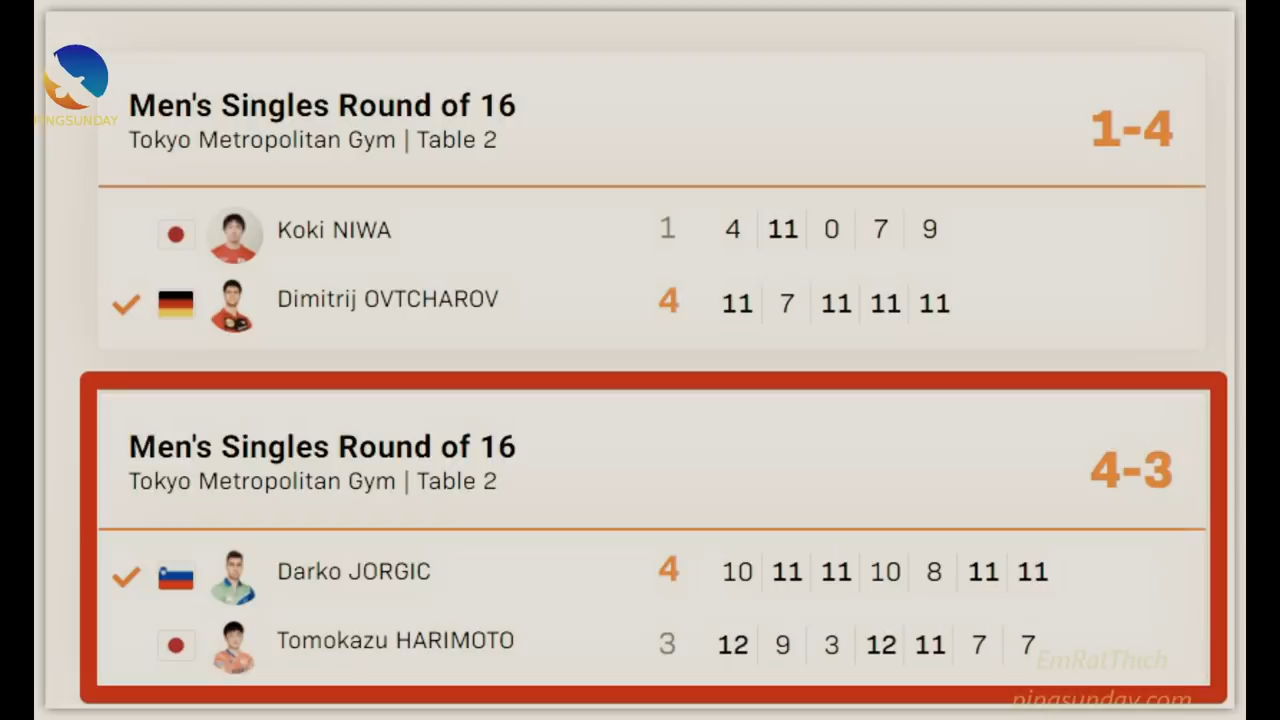 PINGSUNDAY
Men's Singles Round of 16
Tokyo Metropolitan Gym | Table 2
1-4
Koki NIWA 1 4 11 0 7 9
Dimitrij OVTCHAROV 4 11 7 11 11 11
Men's Singles Round of 16
Tokyo Metropolitan Gym | Table 2
4-3
Darko JORGIC 4 10 11 11 10 8 11 11
Tomokazu HARIMOTO 3 12 9 3 12 11 7 7
EmRatThich
pingsunday.com